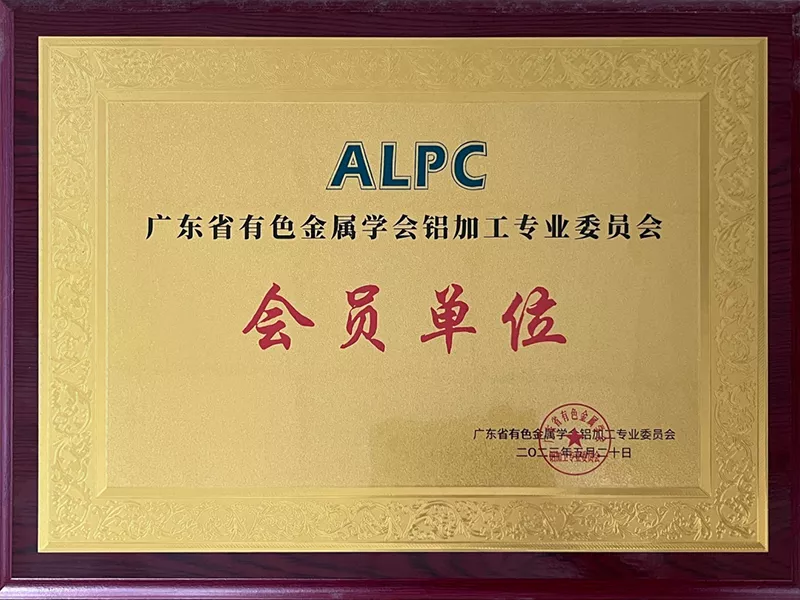 ALPC
广东省有色金属学会铝加工专业委员会
会员单位
广东省有色金属学会铝加工专业委员会
二〇二三年五月二十日